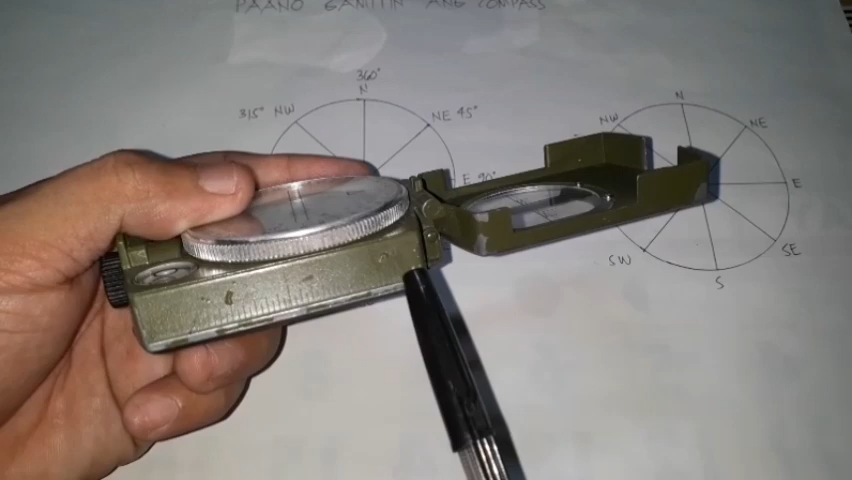 PAANO GAMITIN ANG COMPASS
360°
N
315° NW
NE 45°
E 90°
N
NW
NE
E
SW
SE
S